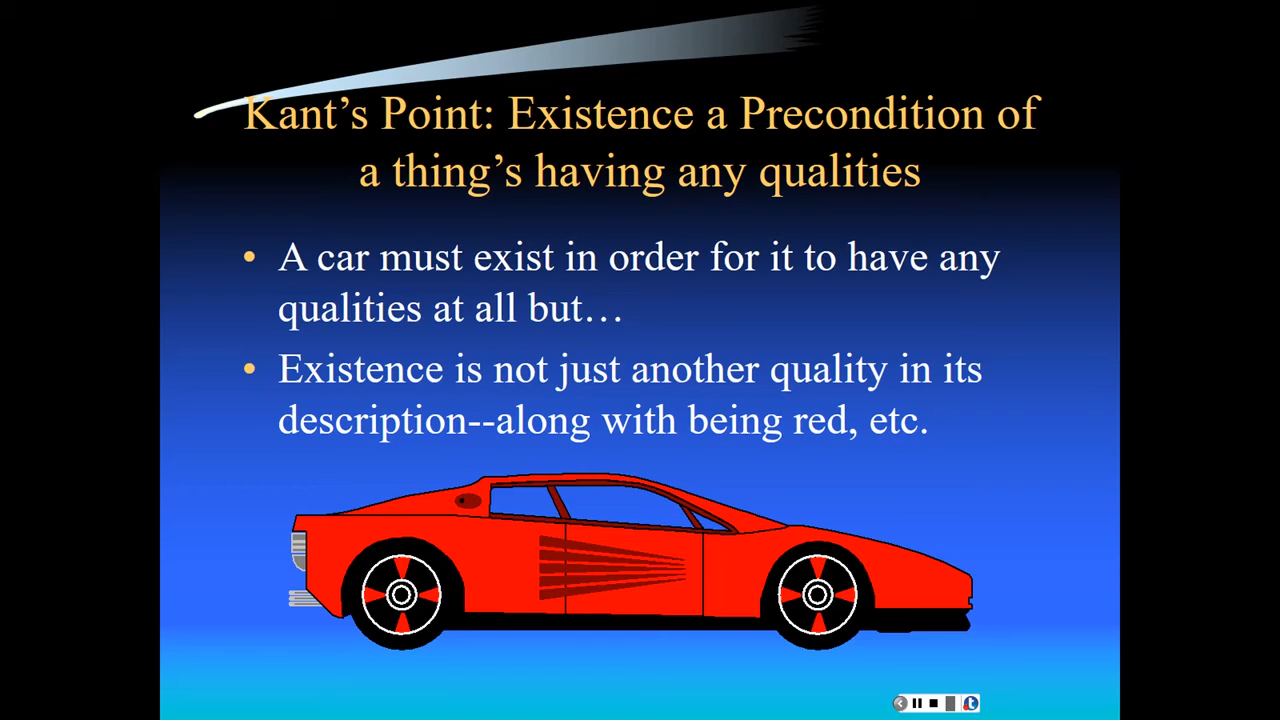 Kant’s Point: Existence a Precondition of
a thing’s having any qualities
• A car must exist in order for it to have any
qualities at all but…
• Existence is not just another quality in its
description--along with being red, etc.